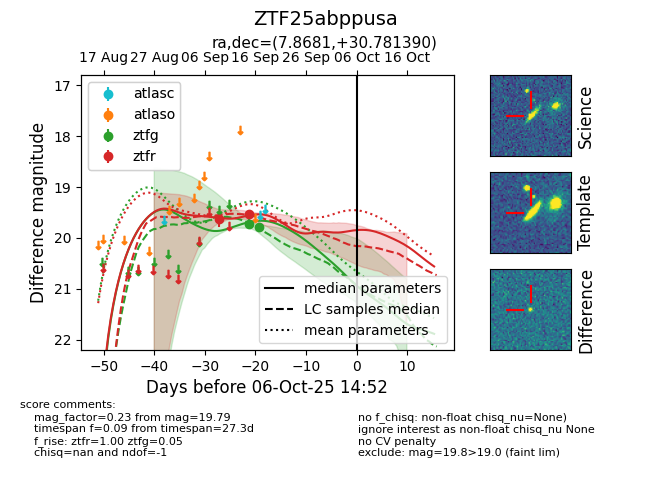 ZTF25abppusa
ra,dec=(7.8681,+30.781390)
17 Aug 27 Aug 06 Sep 16 Sep 26 Sep 06 Oct 16 Oct
17
18
19
20
21
22
Difference magnitude
atlasc
atlaso
ztfg
ztfr
median parameters
LC samples median
mean parameters
−50 −40 −30 −20 −10 0 10
Days before 06-Oct-25 14:52
Science
Template
Difference
score comments:
mag_factor=0.23 from mag=19.79
timespan f=0.09 from timespan=27.3d
f_rise: ztfr=1.00 ztfg=0.05
chisq=nan and ndof=-1
no f_chisq: non-float chisq_nu=None)
ignore interest as non-float chisq_nu None
no CV penalty
exclude: mag=19.8>19.0 (faint lim)